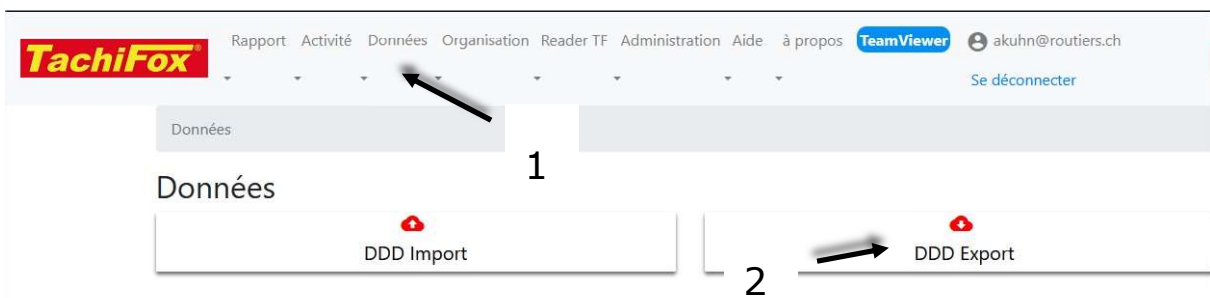 TachiFox®
Rapport Activité Données Organisation Reader TF Administration Aide à propos TeamViewer akuhn@routiers.ch
Se déconnecter
Données
1
Données
DDD Import DDD Export
2